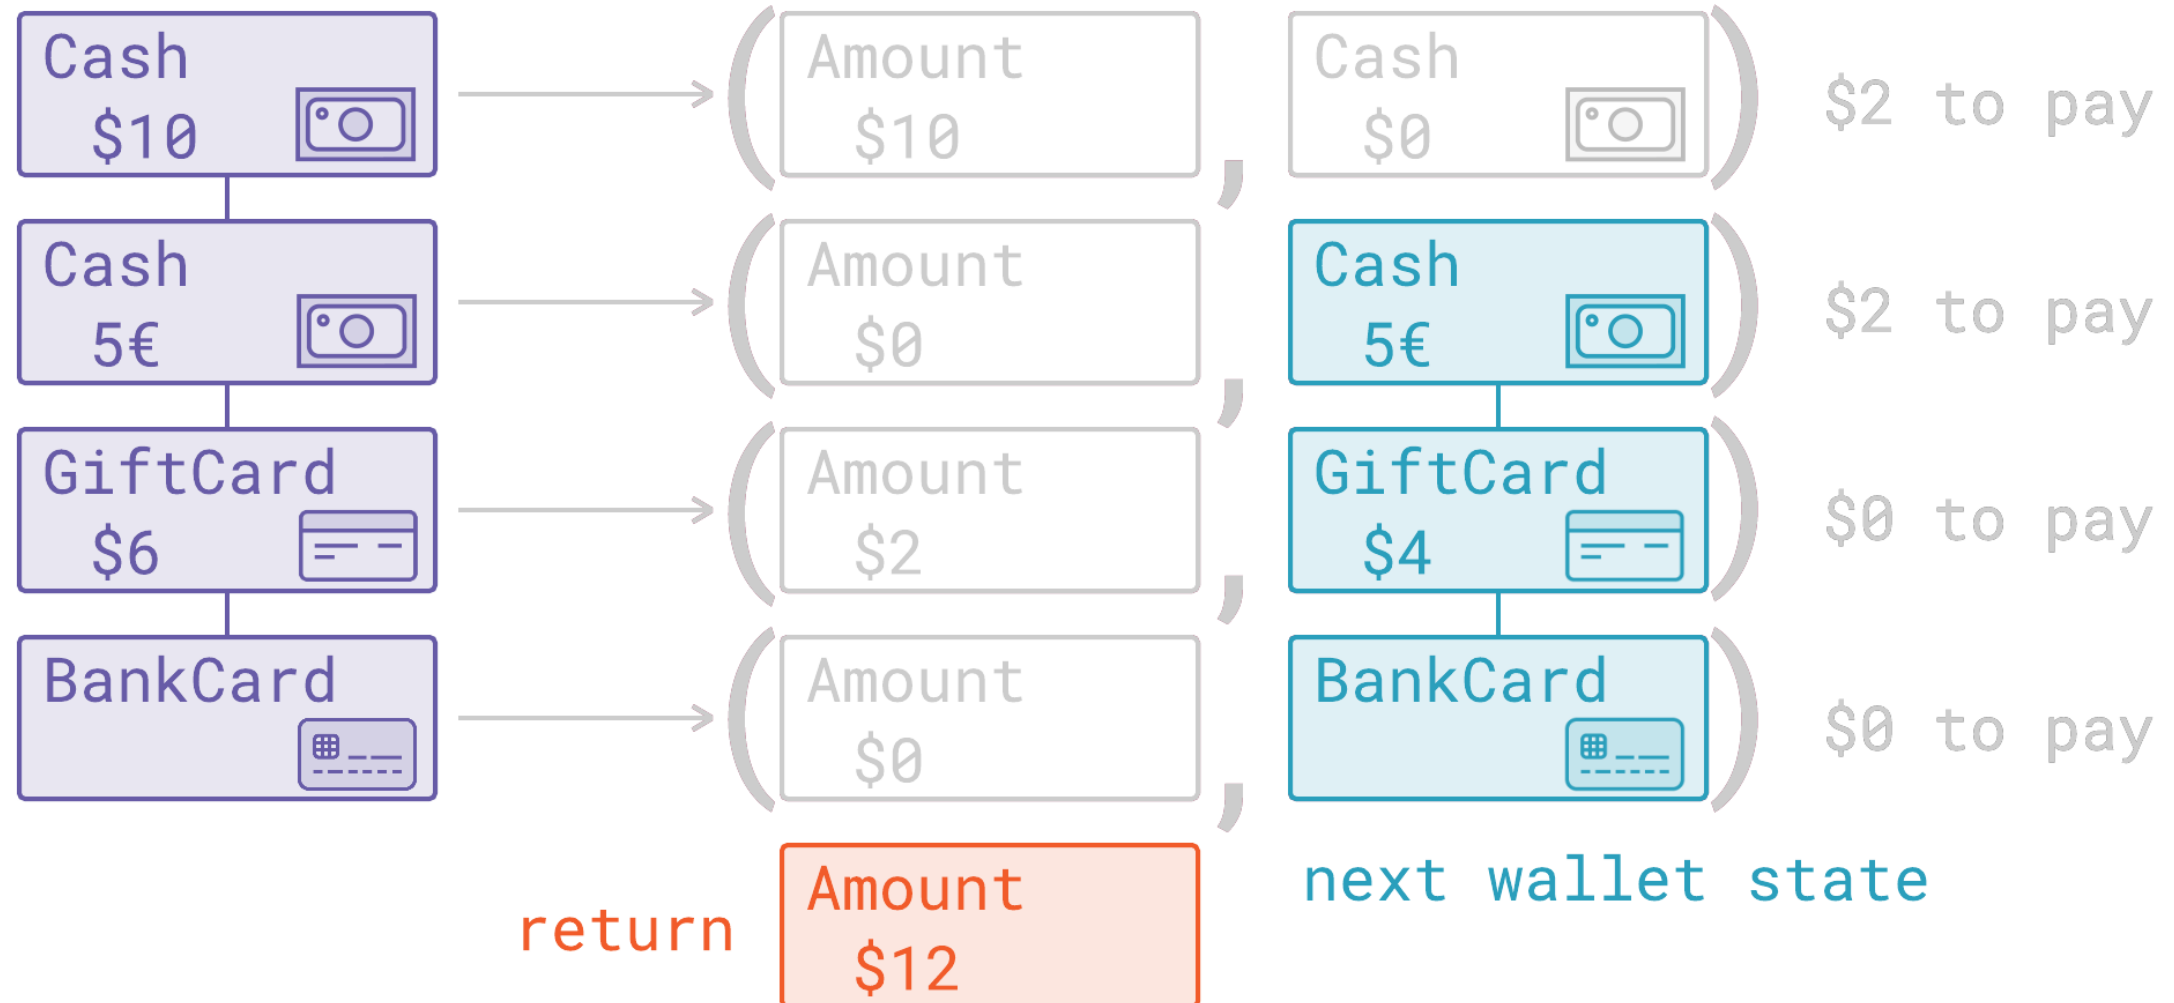 Cash
$10
(
Amount
$10
,
Cash
$0
)
$2 to pay
Cash
5€
(
Amount
$0
,
Cash
5€
)
$2 to pay
GiftCard
$6
(
Amount
$2
,
GiftCard
$4
)
$0 to pay
BankCard
(
Amount
$0
,
BankCard
)
$0 to pay
return
Amount
$12
next wallet state